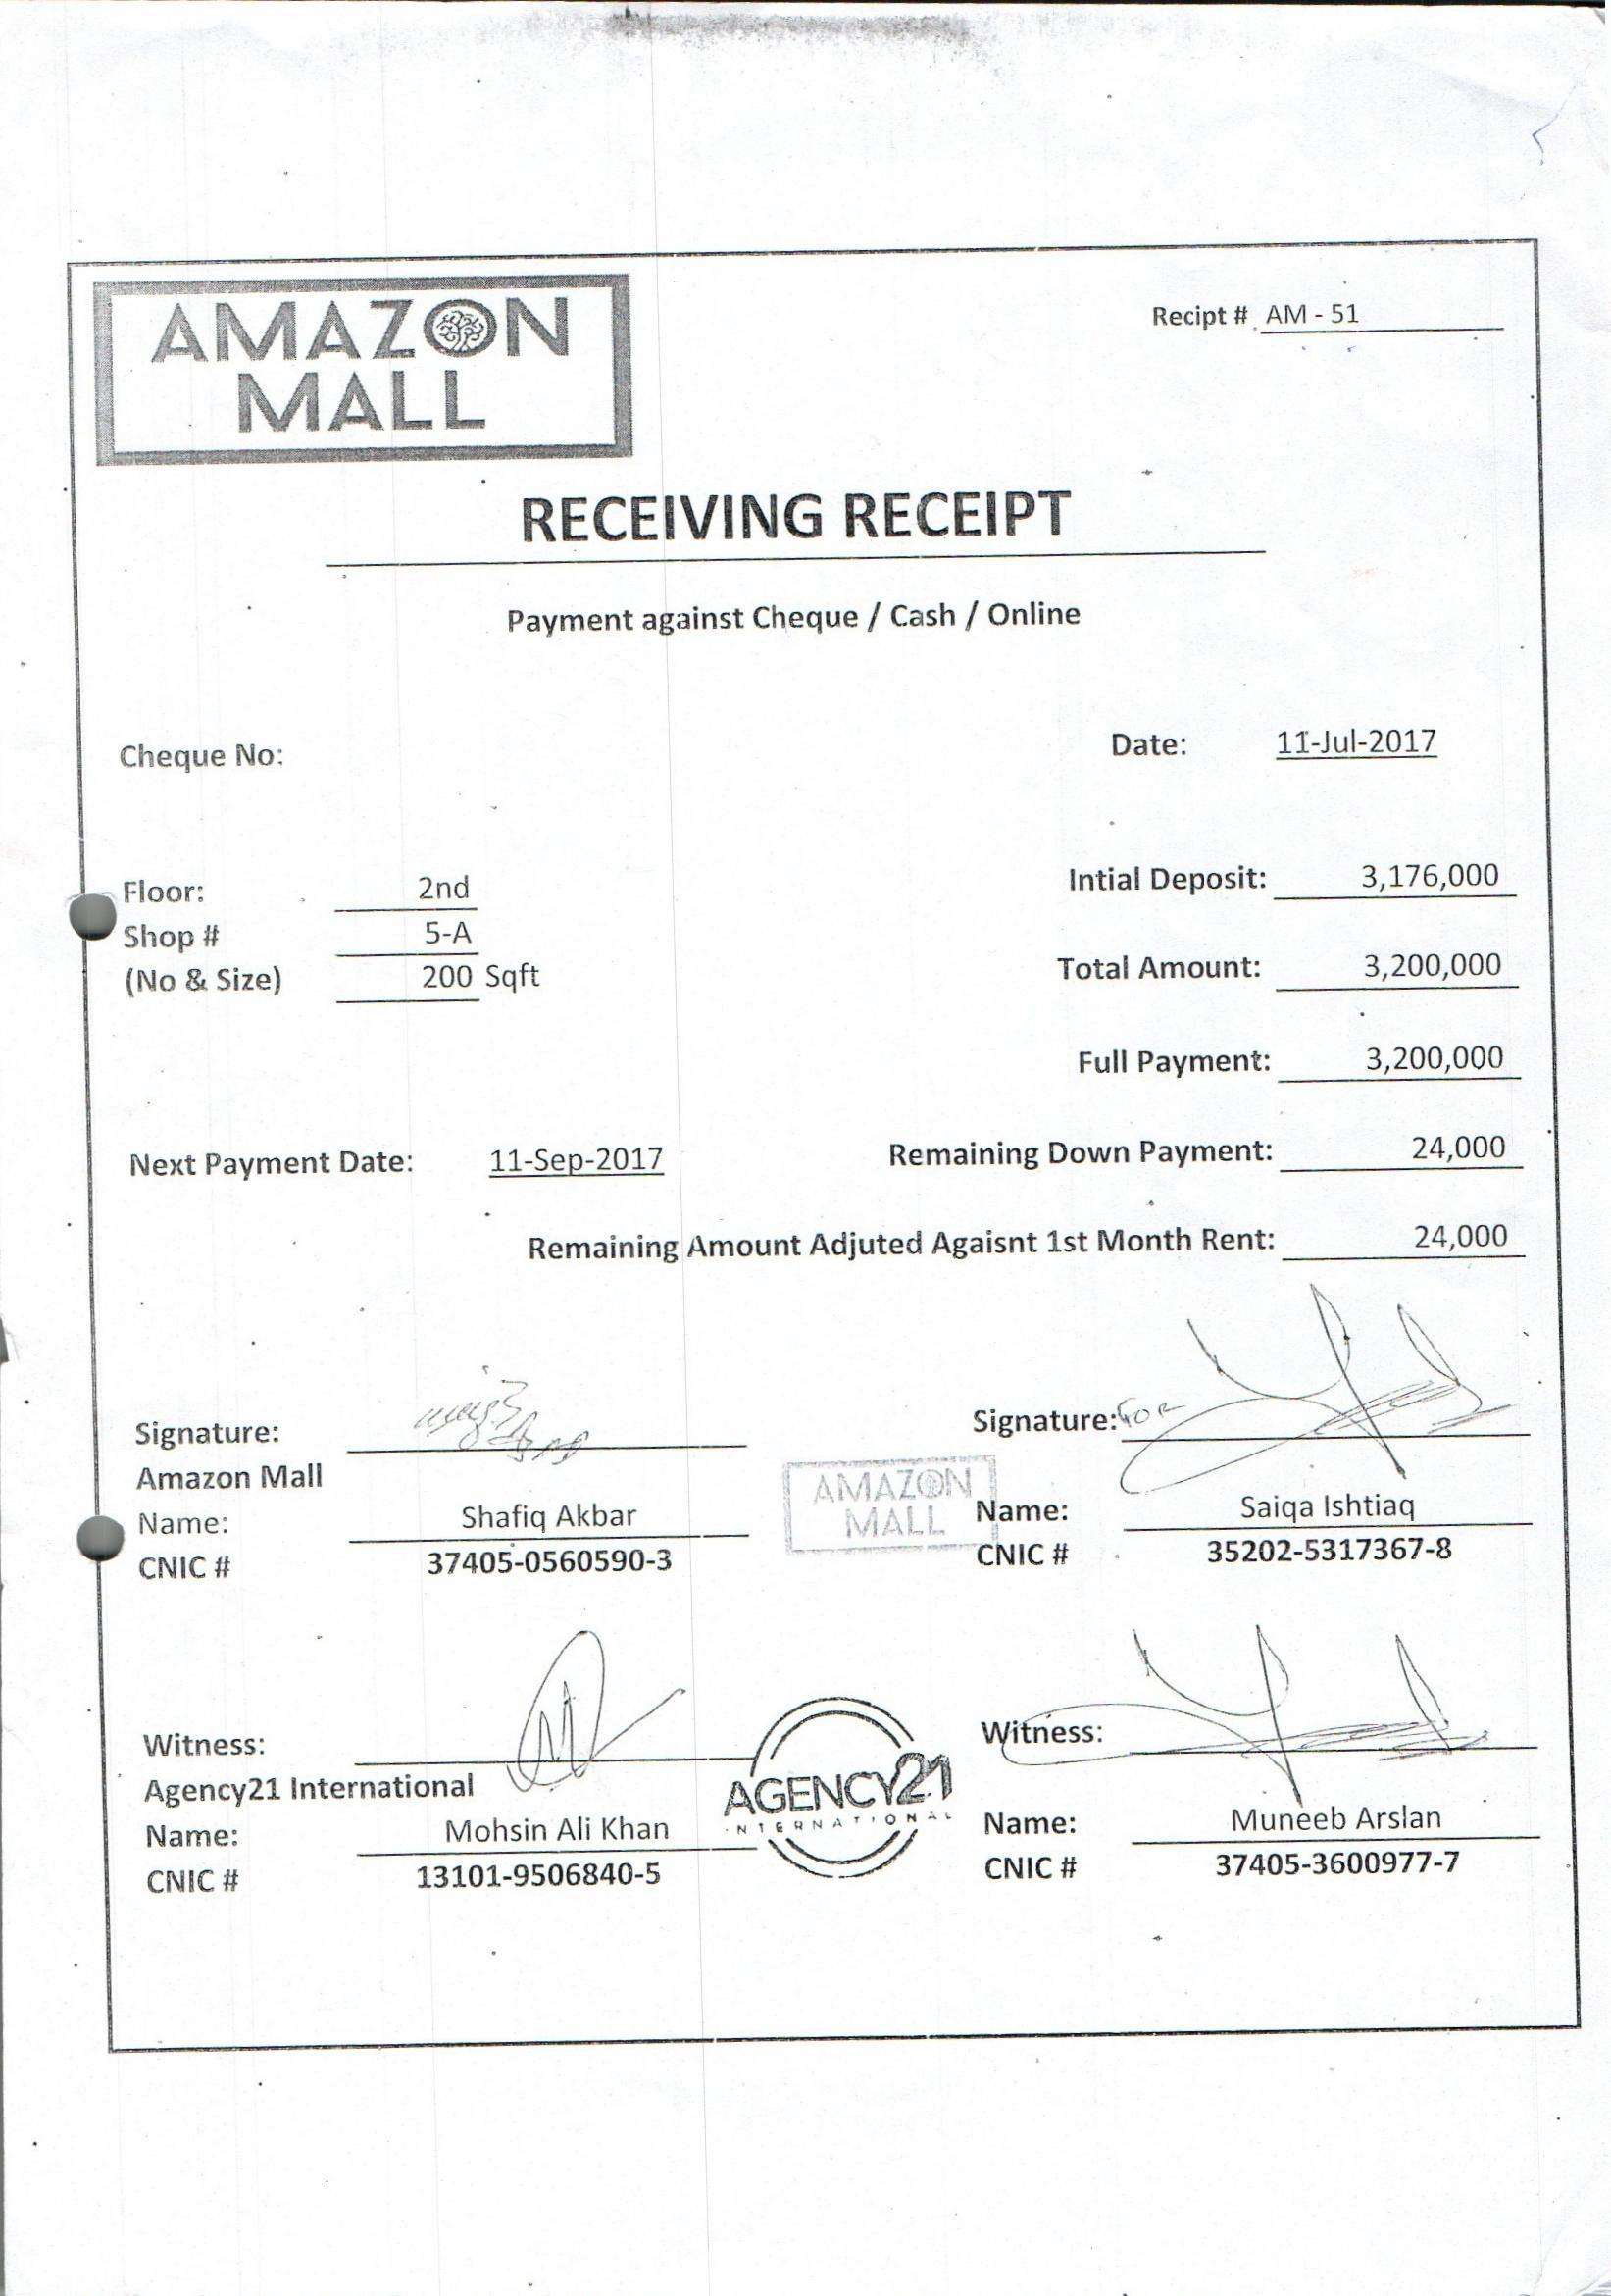 AMAZON
MALL
Recipt # AM - 51
RECEIVING RECEIPT
Payment against Cheque / Cash / Online
Cheque No:
Date: 11-Jul-2017
Floor: 2nd
Intial Deposit: 3,176,000
Shop # 5-A
(No & Size) 200 Sqft
Total Amount: 3,200,000
Full Payment: 3,200,000
Next Payment Date: 11-Sep-2017
Remaining Down Payment: 24,000
Remaining Amount Adjuted Agaisnt 1st Month Rent: 24,000
Signature:
Amazon Mall
Name: Shafiq Akbar
CNIC # 37405-0560590-3
AMAZON
MALL
Signature: FOR
Name: Saiqa Ishtiaq
CNIC # 35202-5317367-8
Witness:
Agency21 International
Name: Mohsin Ali Khan
CNIC # 13101-9506840-5
AGENCY21
INTERNATIONAL
Witness:
Name: Muneeb Arslan
CNIC # 37405-3600977-7